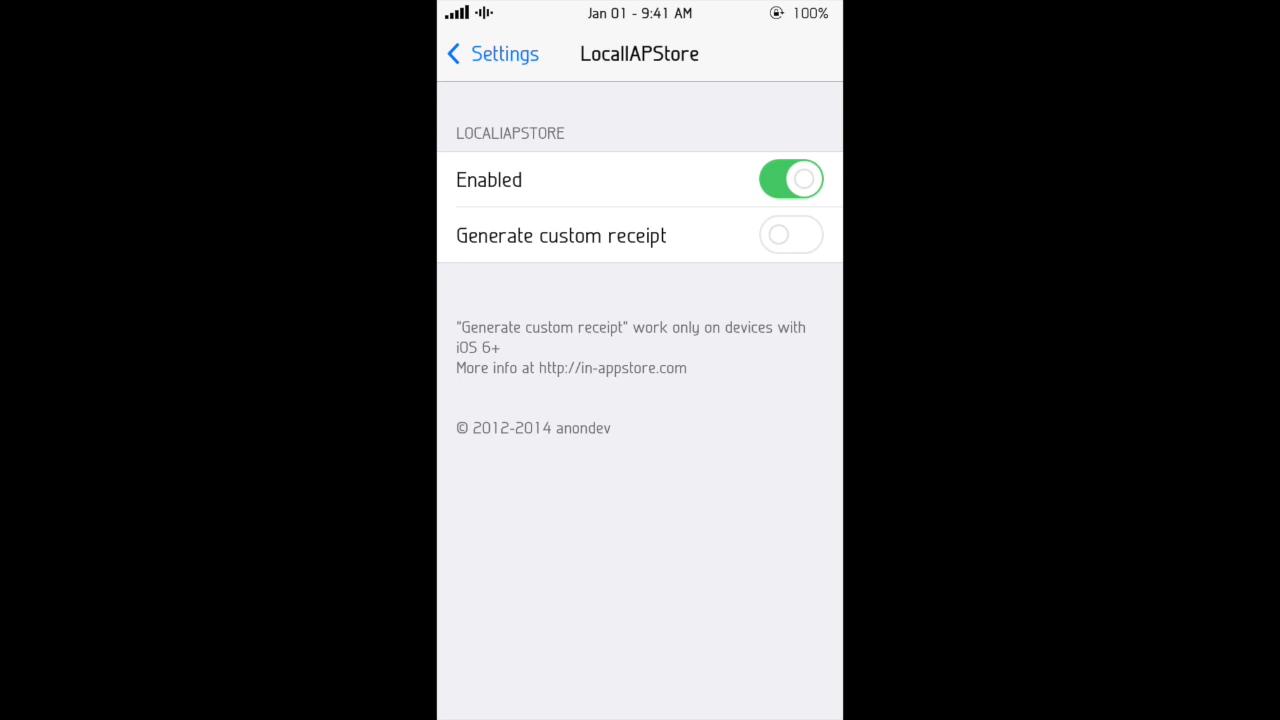 Jan 01 - 9:41 AM 100%
Settings LocalIAPStore
LOCALIAPSTORE
Enabled
Generate custom receipt
"Generate custom receipt" work only on devices with
iOS 6+
More info at http://in-appstore.com
© 2012-2014 anondev